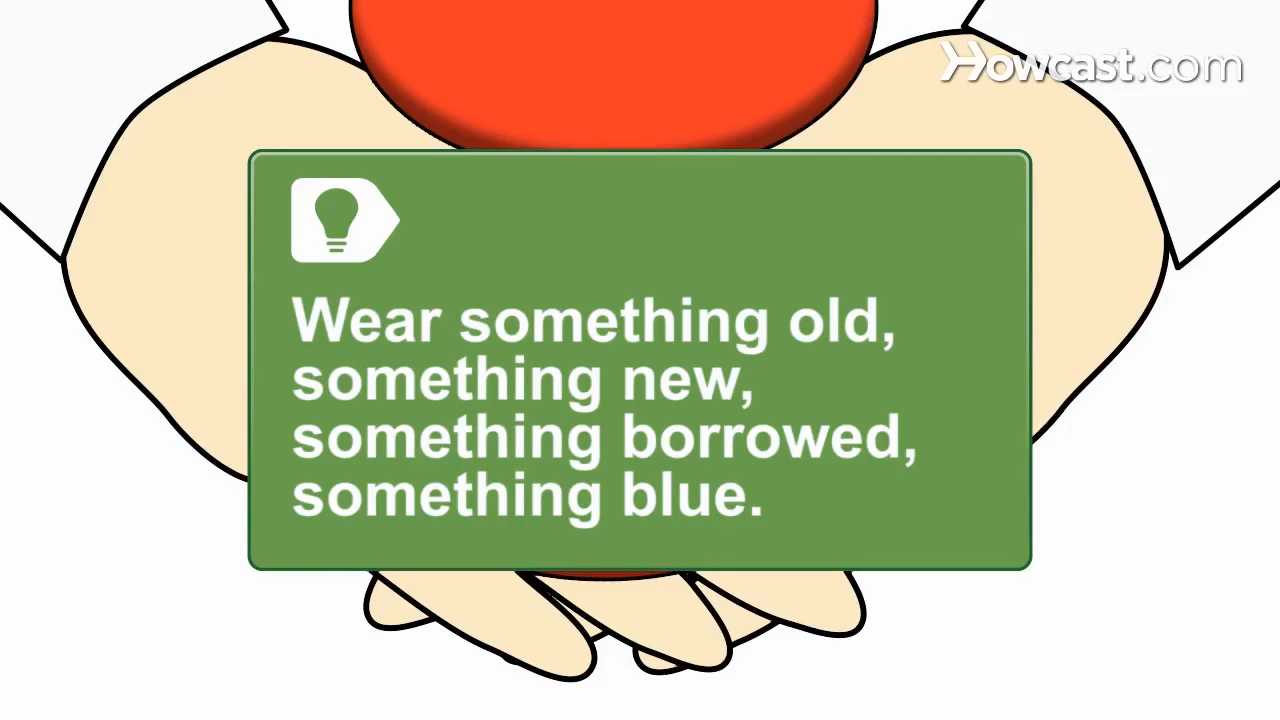 Howcast.com
Wear something old,
something new,
something borrowed,
something blue.